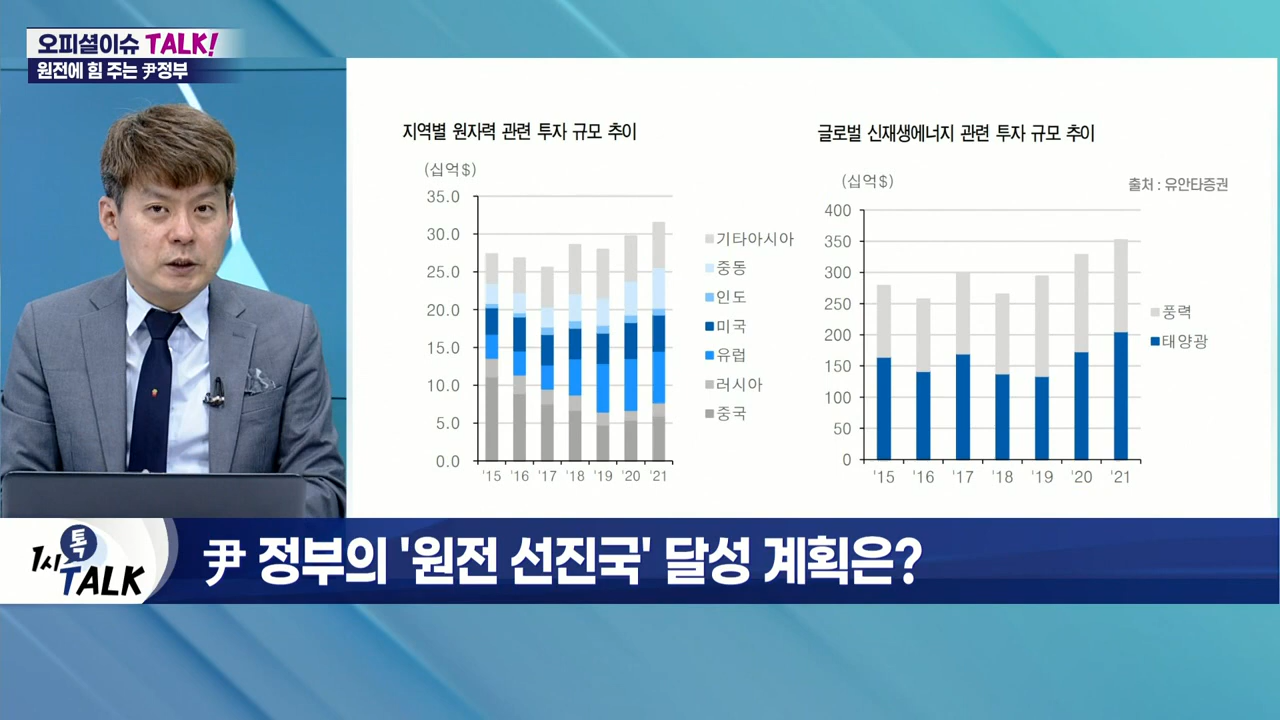 오피셜이슈 TALK!
원전에 힘 주는 尹정부
지역별 원자력 관련 투자 규모 추이
(십억$)
35.0
30.0
25.0
20.0
15.0
10.0
5.0
0.0
'15 '16 '17 '18 '19 '20 '21
기타아시아
중동
인도
미국
유럽
러시아
중국
글로벌 신재생에너지 관련 투자 규모 추이
(십억$)
출처 : 유안타증권
400
350
300
250
200
150
100
50
0
'15 '16 '17 '18 '19 '20 '21
풍력
태양광
1시톡
TALK
尹 정부의 '원전 선진국' 달성 계획은?